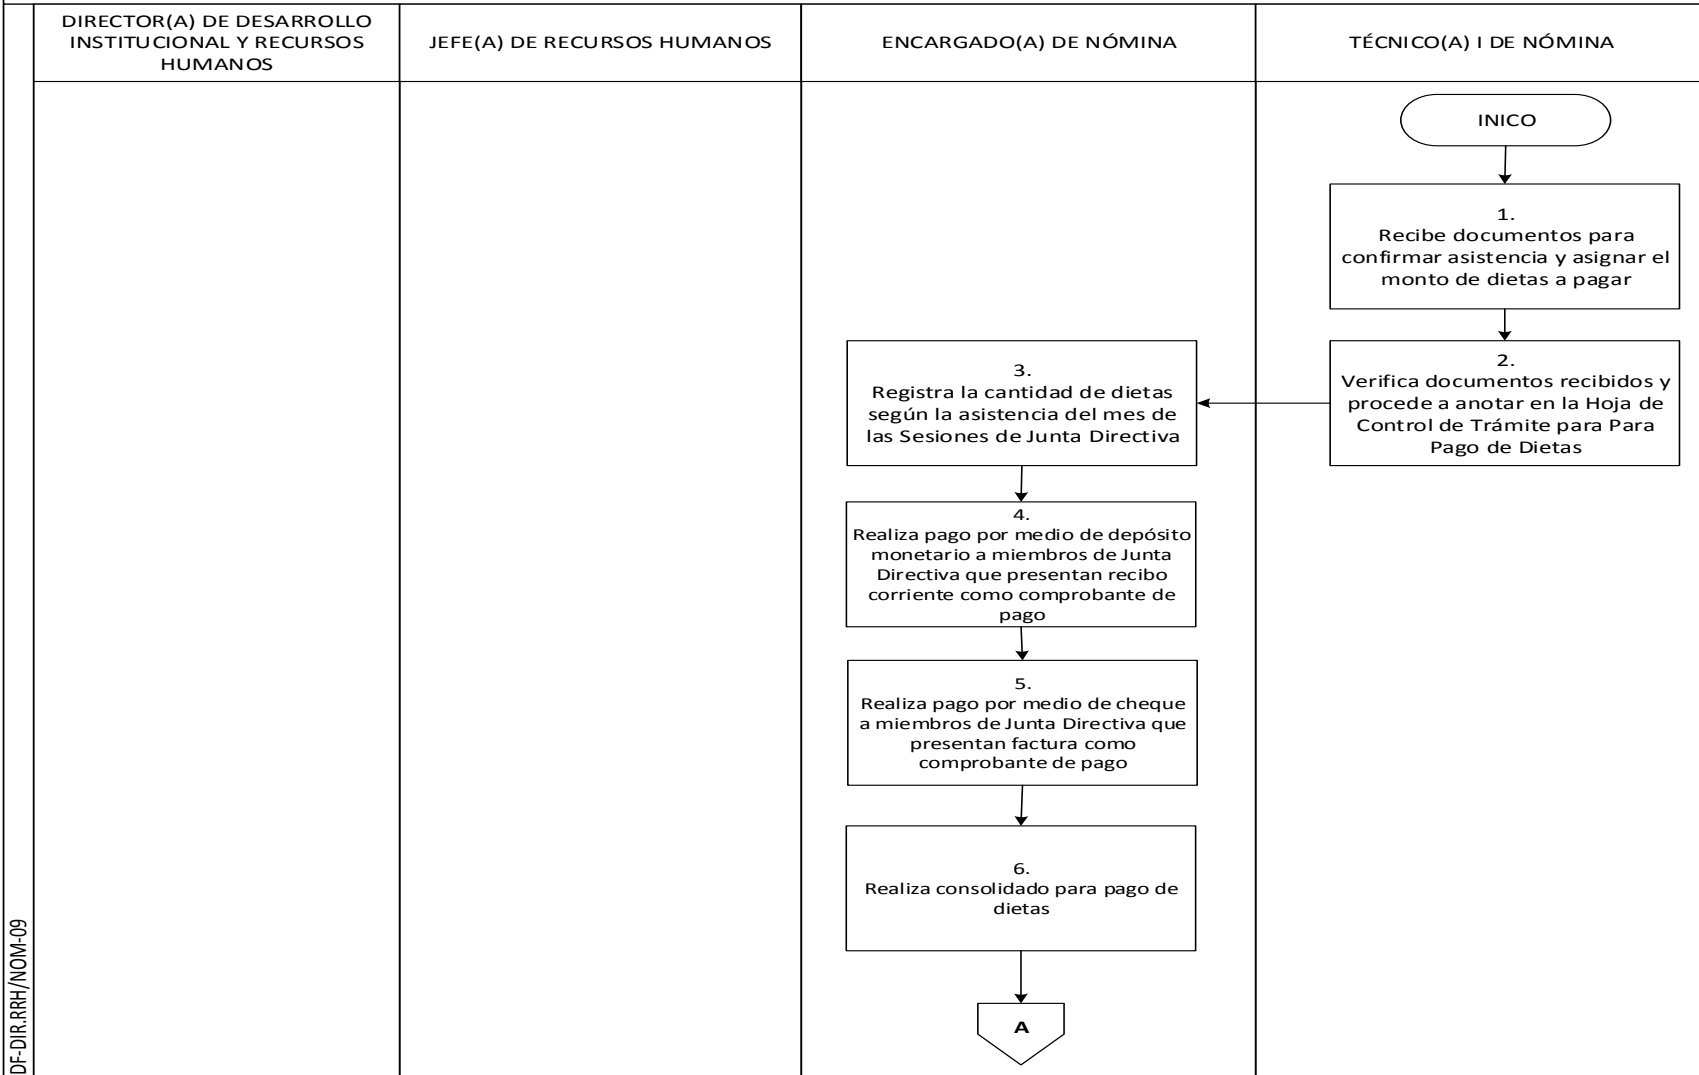 DIRECTOR(A) DE DESARROLLO
INSTITUCIONAL Y RECURSOS
HUMANOS
JEFE(A) DE RECURSOS HUMANOS
ENCARGADO(A) DE NÓMINA
TÉCNICO(A) I DE NÓMINA
INICO
1.
Recibe documentos para
confirmar asistencia y asignar el
monto de dietas a pagar
2.
Verifica documentos recibidos y
procede a anotar en la Hoja de
Control de Trámite para Para
Pago de Dietas
3.
Registra la cantidad de dietas
según la asistencia del mes de
las Sesiones de Junta Directiva
4.
Realiza pago por medio de depósito
monetario a miembros de Junta
Directiva que presentan recibo
corriente como comprobante de
pago
5.
Realiza pago por medio de cheque
a miembros de Junta Directiva que
presentan factura como
comprobante de pago
6.
Realiza consolidado para pago de
dietas
A
DF-DIR.RRH/NOM-09